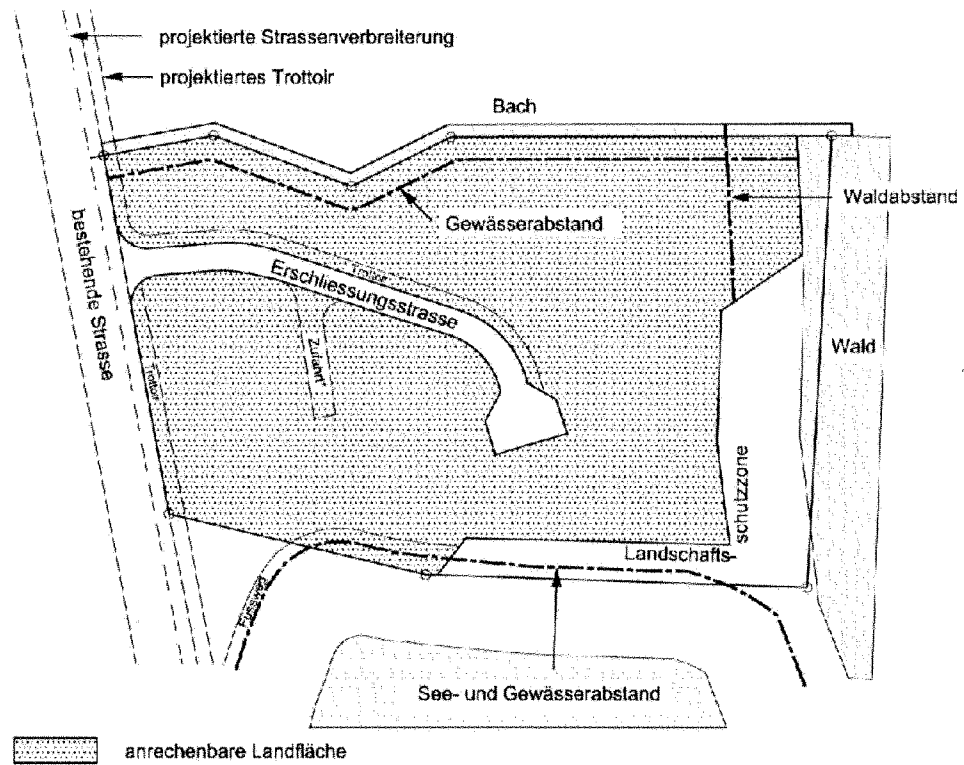 projektierte Strassenverbreiterung
projektiertes Trottoir
Bach
Waldabstand
Gewässerabstand
bestehende Strasse
Trottoir
Erschliessungsstrasse
Zufahrt
Wald
Trottoir
schutzzone
Landschafts-
Fussweg
See- und Gewässerabstand
anrechenbare Landfläche